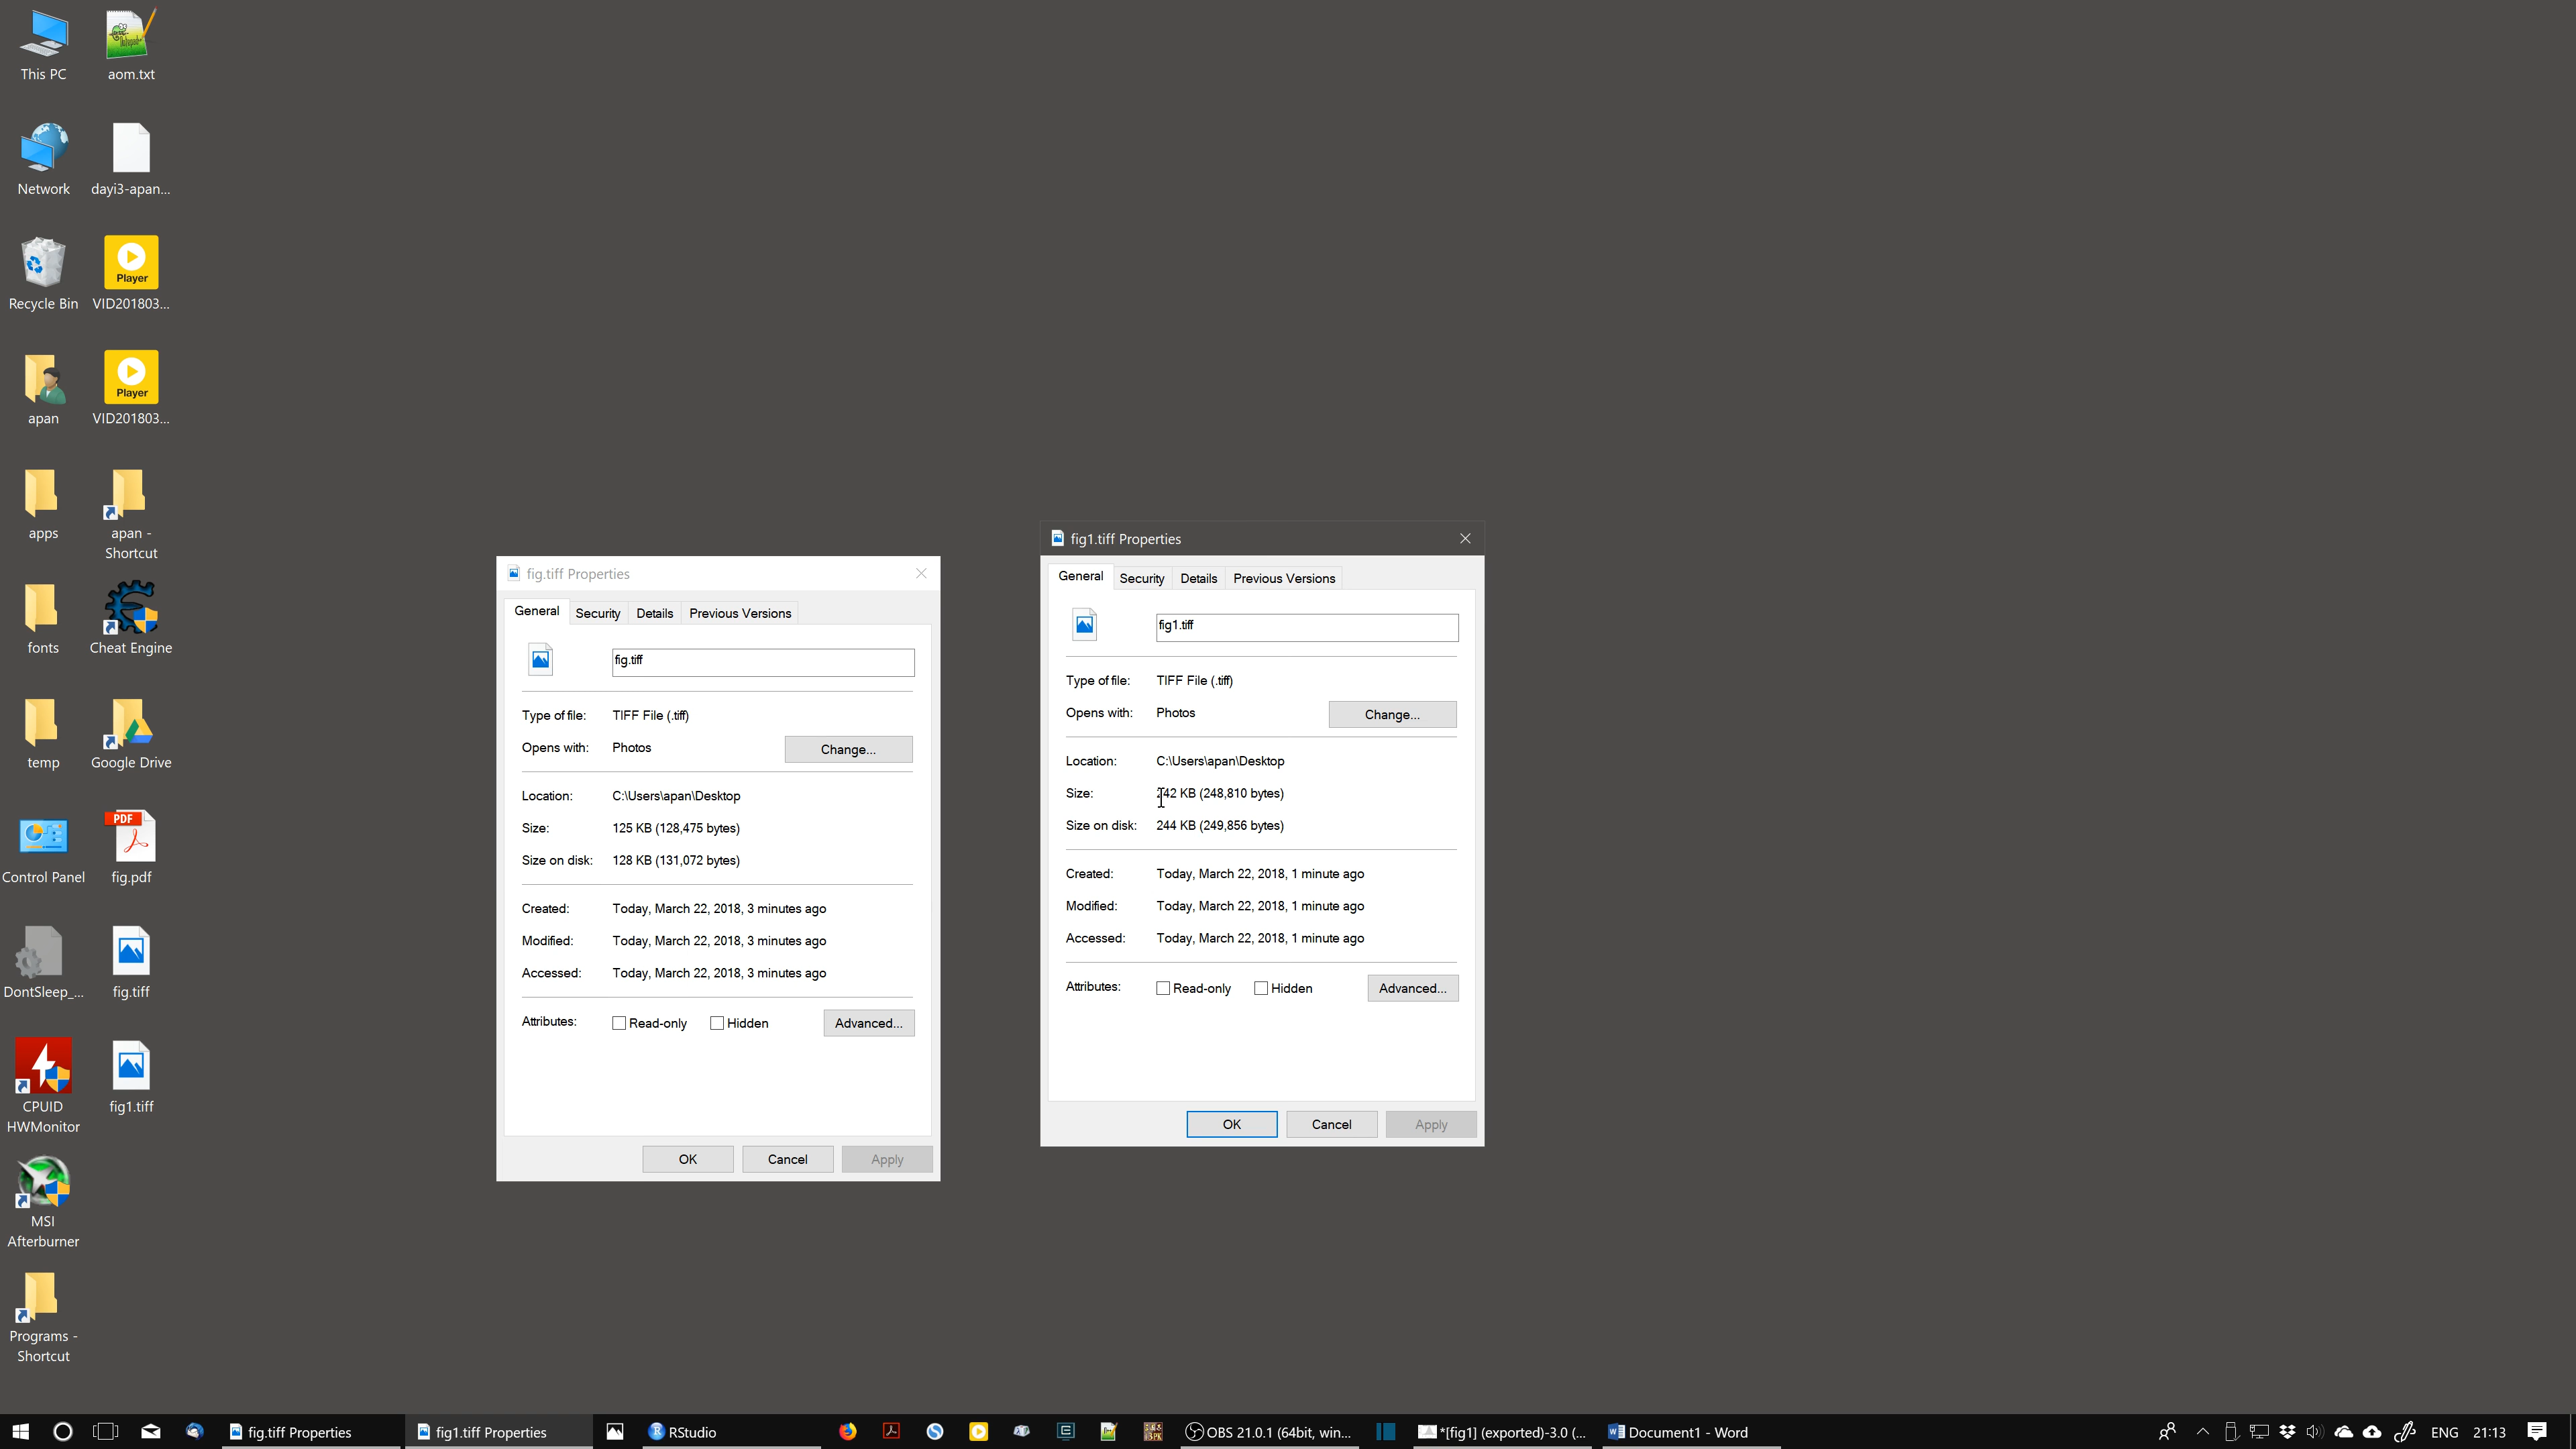 This PC
aom.txt
Network
dayi3-apan...
Recycle Bin
Player
VID201803...
apan
Player
VID201803...
apps
apan -
Shortcut
fonts
Cheat Engine
temp
Google Drive
Control Panel
PDF
fig.pdf
DontSleep_...
fig.tiff
CPUID
HWMonitor
fig1.tiff
MSI
Afterburner
Programs -
Shortcut
fig.tiff Properties
General Security Details Previous Versions
fig.tiff
Type of file: TIFF File (.tiff)
Opens with: Photos Change...
Location: C:\Users\apan\Desktop
Size: 125 KB (128,475 bytes)
Size on disk: 128 KB (131,072 bytes)
Created: Today, March 22, 2018, 3 minutes ago
Modified: Today, March 22, 2018, 3 minutes ago
Accessed: Today, March 22, 2018, 3 minutes ago
Attributes: Read-only Hidden Advanced...
OK Cancel Apply
fig1.tiff Properties
General Security Details Previous Versions
fig1.tiff
Type of file: TIFF File (.tiff)
Opens with: Photos Change...
Location: C:\Users\apan\Desktop
Size: 242 KB (248,810 bytes)
Size on disk: 244 KB (249,856 bytes)
Created: Today, March 22, 2018, 1 minute ago
Modified: Today, March 22, 2018, 1 minute ago
Accessed: Today, March 22, 2018, 1 minute ago
Attributes: Read-only Hidden Advanced...
OK Cancel Apply
fig.tiff Properties fig1.tiff Properties RStudio OBS 21.0.1 (64bit, win... *[fig1] (exported)-3.0 (... Document1 - Word ENG 21:13